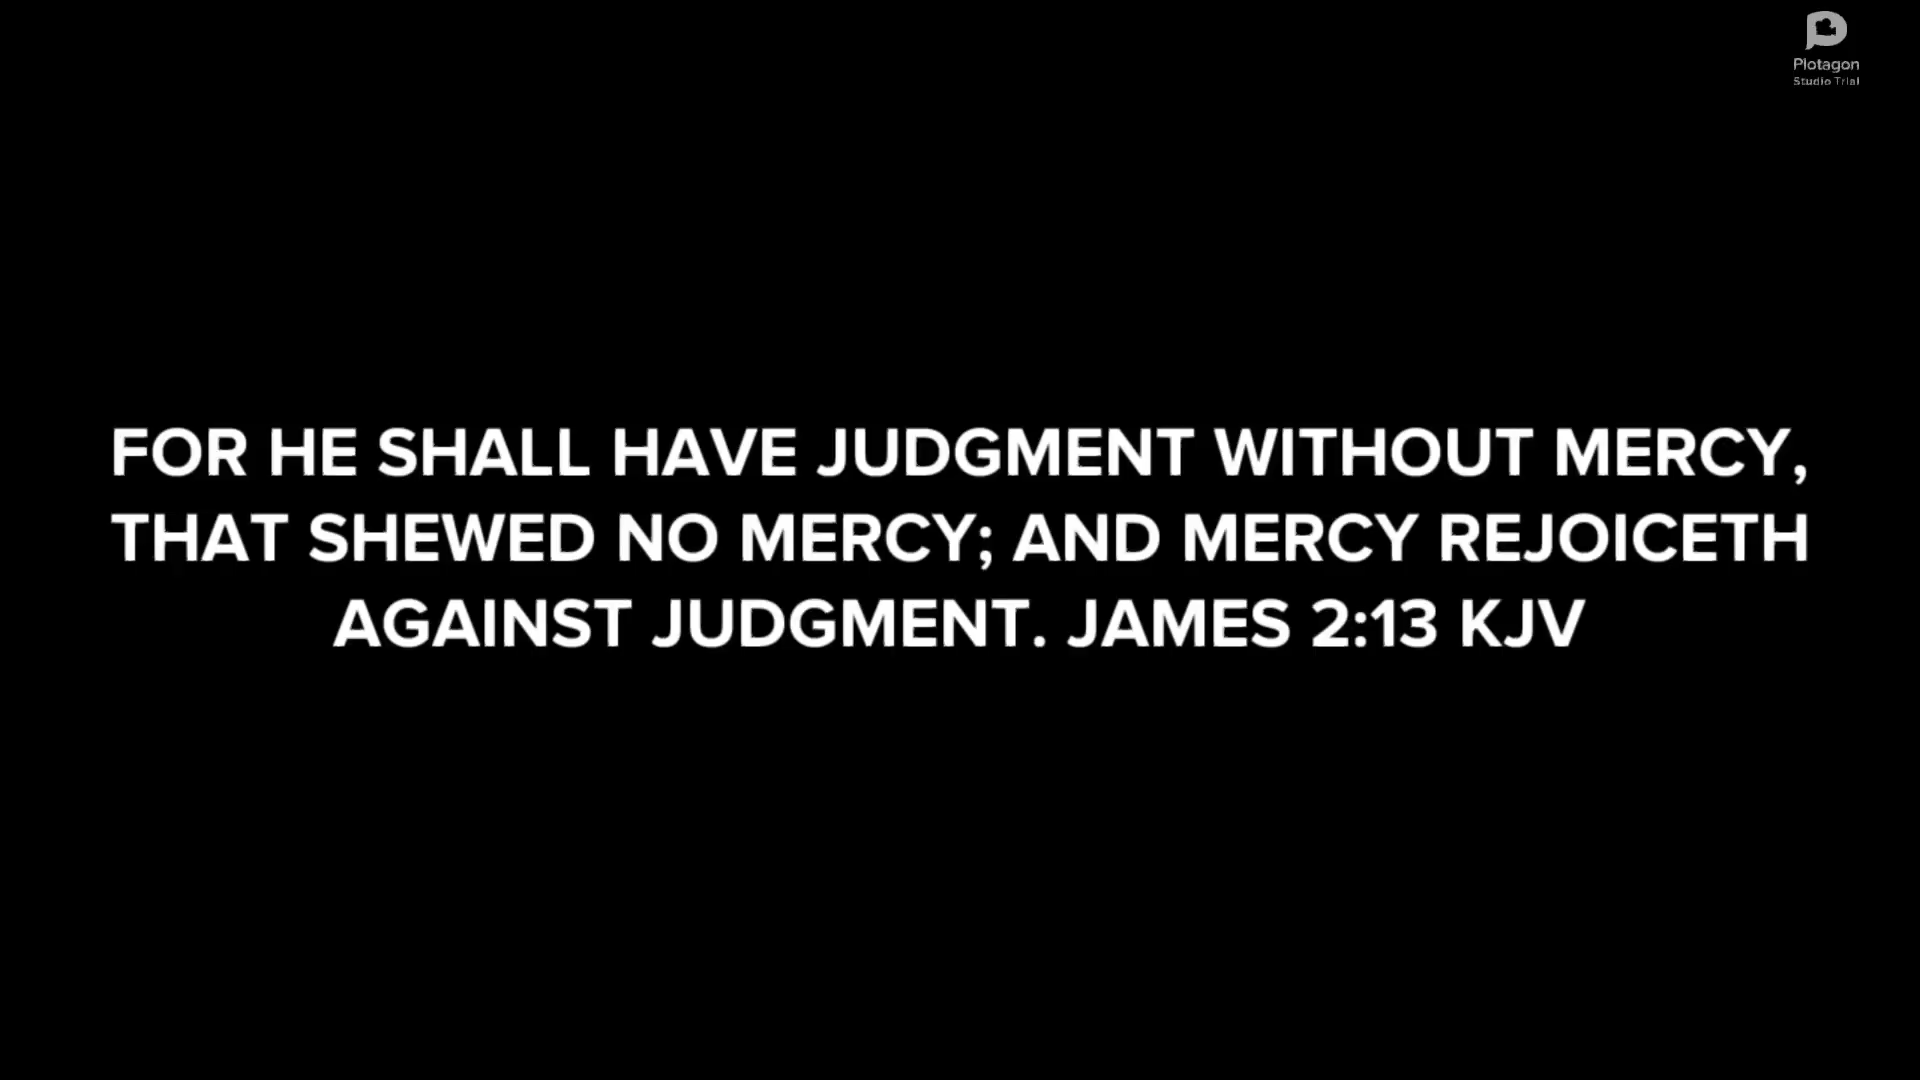 Plotagon
Studio Trial
FOR HE SHALL HAVE JUDGMENT WITHOUT MERCY,
THAT SHEWED NO MERCY; AND MERCY REJOICETH
AGAINST JUDGMENT. JAMES 2:13 KJV